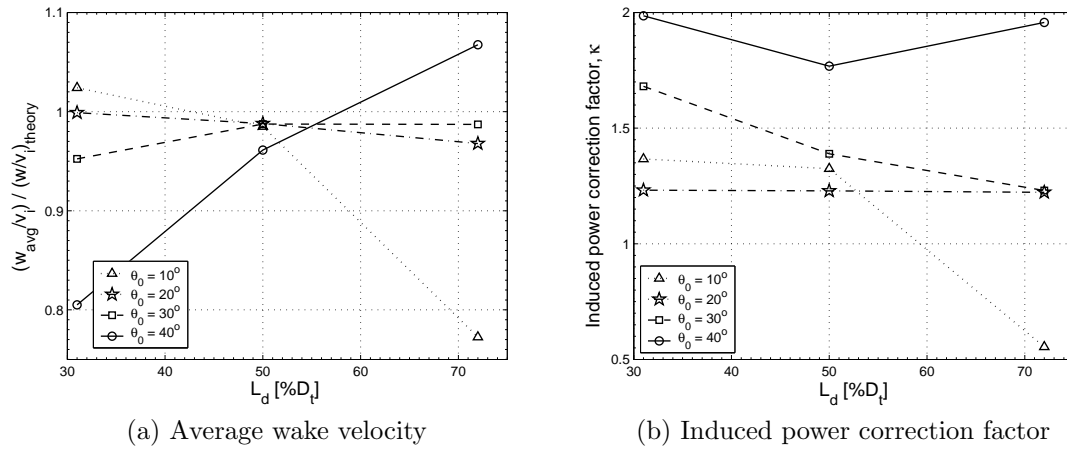 1.1
1
0.9
0.8
(w_avg/v_i) / (w/v_i)_theory
θ_0 = 10°
θ_0 = 20°
θ_0 = 30°
θ_0 = 40°
30 40 50 60 70
L_d [%D_t]
(a) Average wake velocity
2
1.5
1
0.5
Induced power correction factor, κ
θ_0 = 10°
θ_0 = 20°
θ_0 = 30°
θ_0 = 40°
30 40 50 60 70
L_d [%D_t]
(b) Induced power correction factor